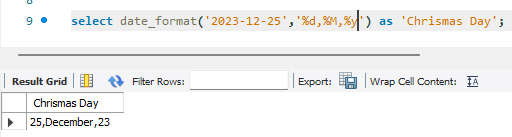 9 select date_format('2023-12-25','%d,%M,%y') as 'Chrismas Day';
Result Grid Filter Rows: Export: Wrap Cell Content: IA
Chrismas Day
25,December,23